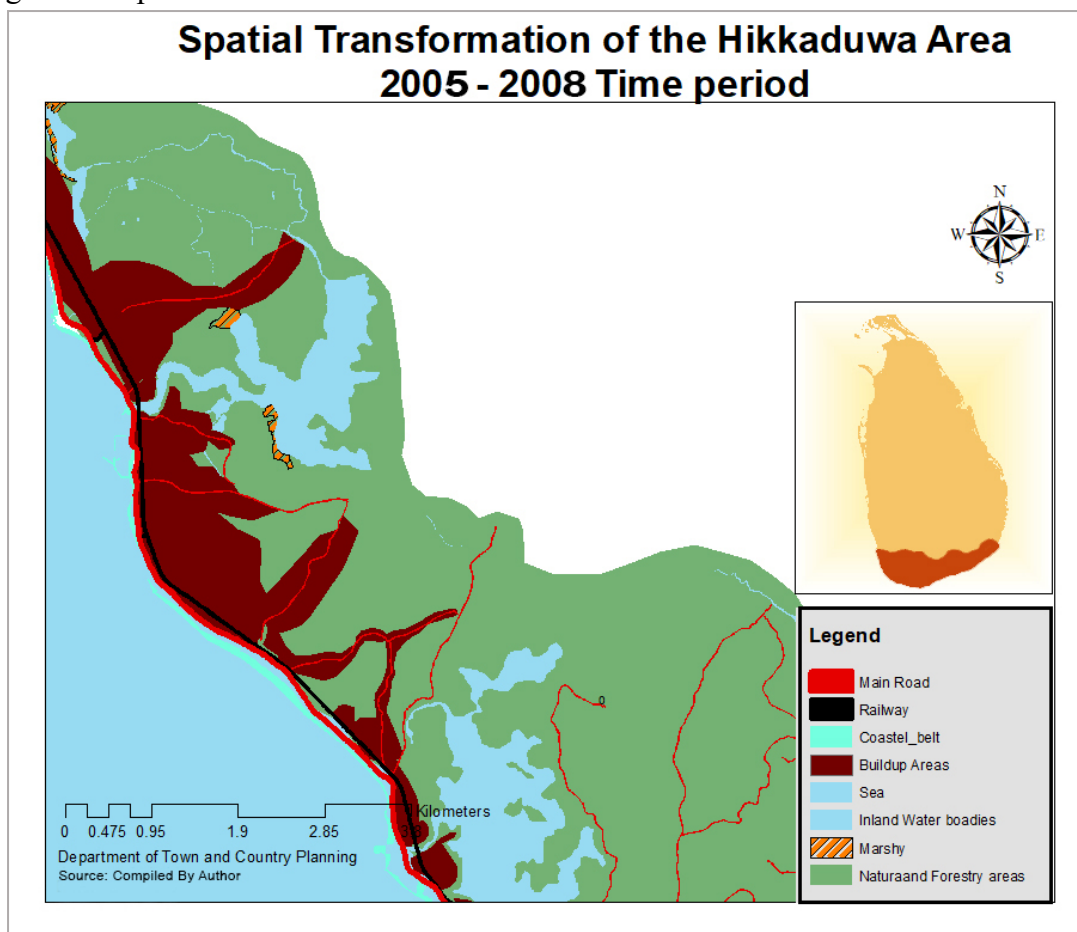 Spatial Transformation of the Hikkaduwa Area
2005 - 2008 Time period
N
W E
S
Legend
Main Road
Railway
Coastel_belt
Buildup Areas
Sea
Inland Water boadies
Marshy
Naturaand Forestry areas
0
Kilometers
0 0.475 0.95 1.9 2.85
Department of Town and Country Planning
Source: Compiled By Author